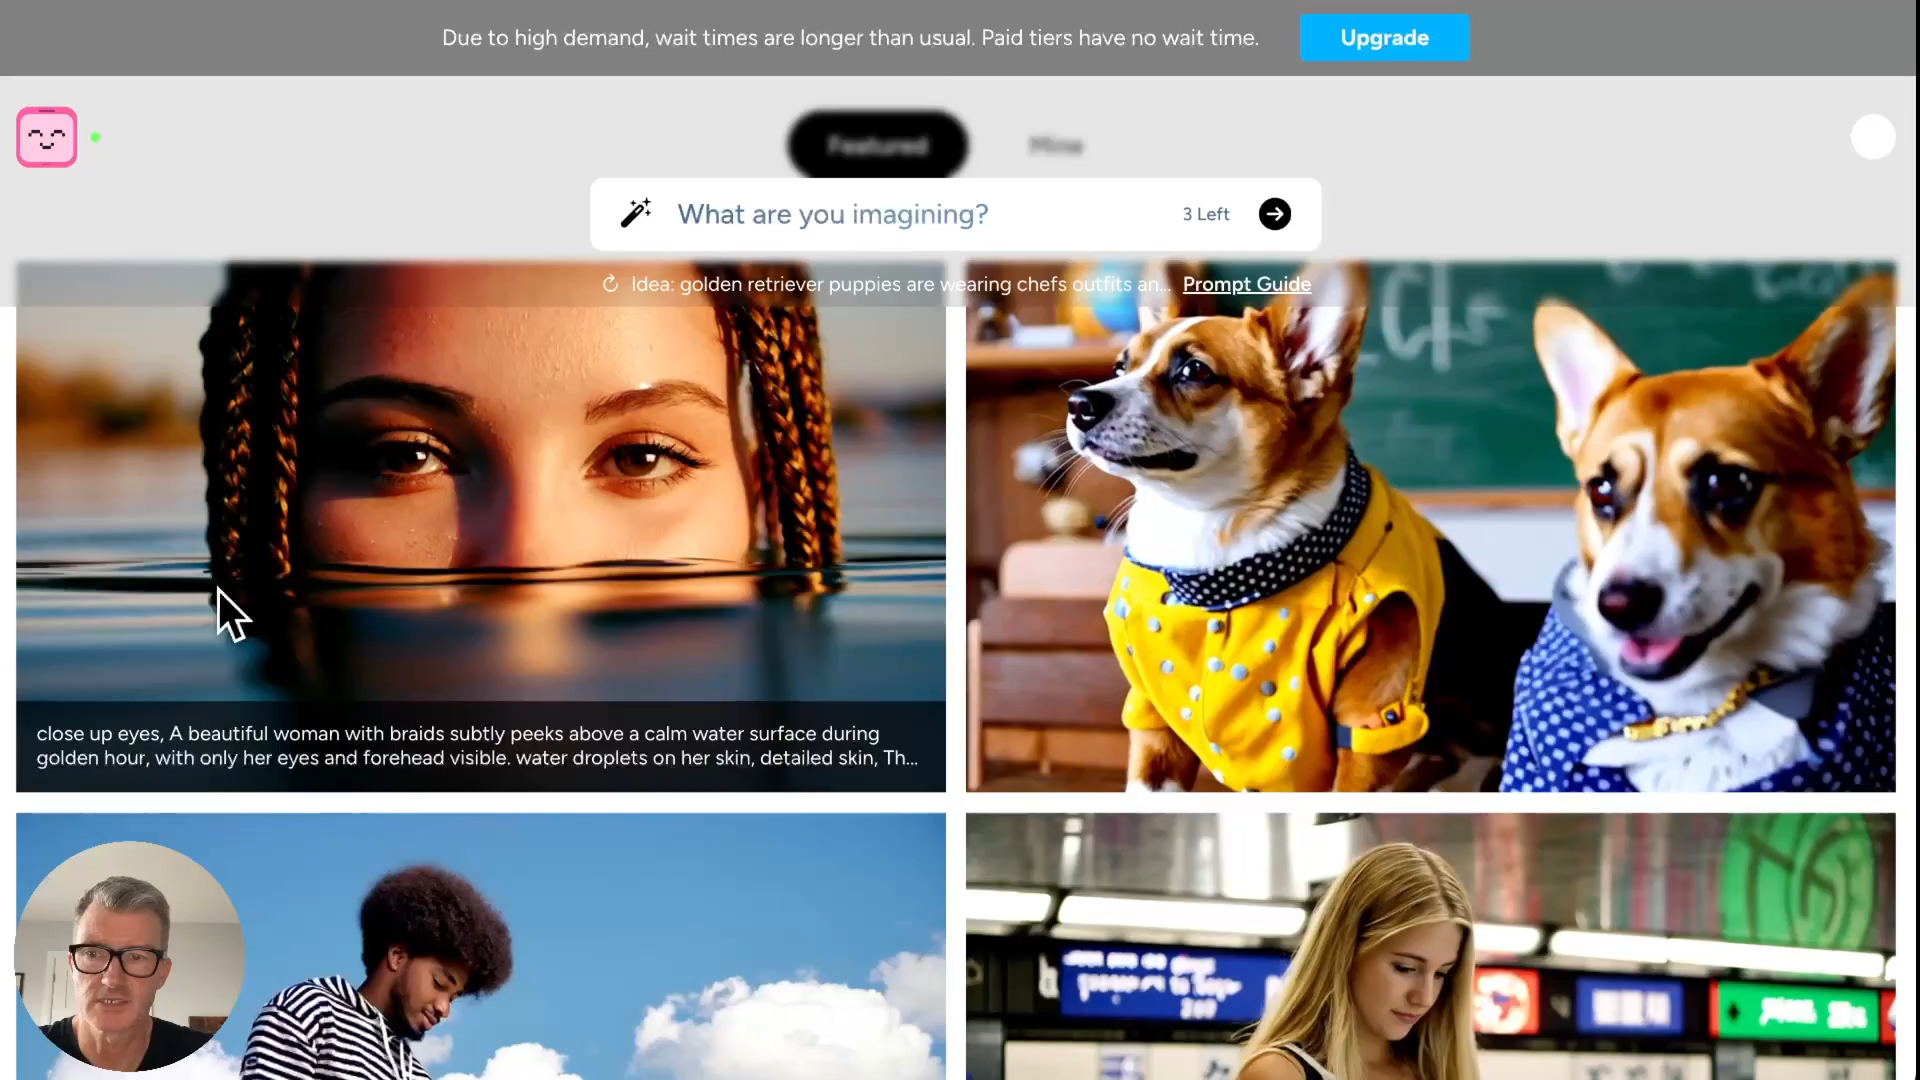 Due to high demand, wait times are longer than usual. Paid tiers have no wait time.
Upgrade
Featured
Mine
What are you imagining?
3 Left
Idea: golden retriever puppies are wearing chefs outfits an...
Prompt Guide
close up eyes, A beautiful woman with braids subtly peeks above a calm water surface during
golden hour, with only her eyes and forehead visible. water droplets on her skin, detailed skin, Th...